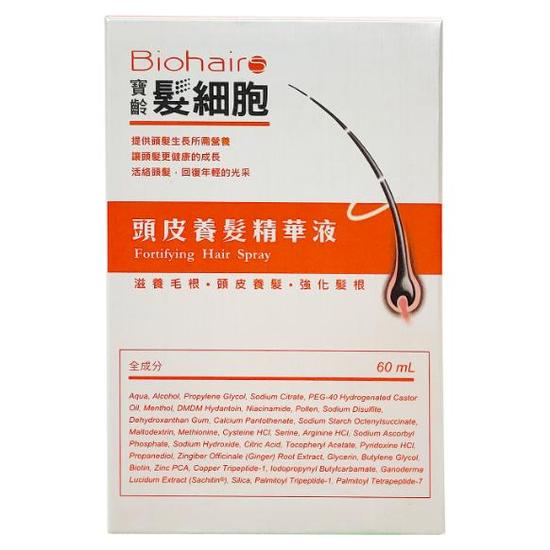 Biohairs
寶齡 髮細胞
提供頭髮生長所需營養
讓頭髮更健康的成長
活絡頭髮，回復年輕的光采
頭皮養髮精華液
Fortifying Hair Spray
滋養毛根・頭皮養髮・強化髮根
全成分 60 mL
Aqua, Alcohol, Propylene Glycol, Sodium Citrate, PEG-40 Hydrogenated Castor
Oil, Menthol, DMDM Hydantoin, Niacinamide, Pollen, Sodium Disulfite,
Dehydroxanthan Gum, Calcium Pantothenate, Sodium Starch Octenylsuccinate,
Maltodextrin, Methionine, Cysteine HCl, Serine, Arginine HCl, Sodium Ascorbyl
Phosphate, Sodium Hydroxide, Citric Acid, Tocopheryl Acetate, Pyridoxine HCl,
Propanediol, Zingiber Officinale (Ginger) Root Extract, Glycerin, Butylene Glycol,
Biotin, Zinc PCA, Copper Tripeptide-1, Iodopropynyl Butylcarbamate, Ganoderma
Lucidum Extract (Sachitin®), Silica, Palmitoyl Tripeptide-1, Palmitoyl Tetrapeptide-7